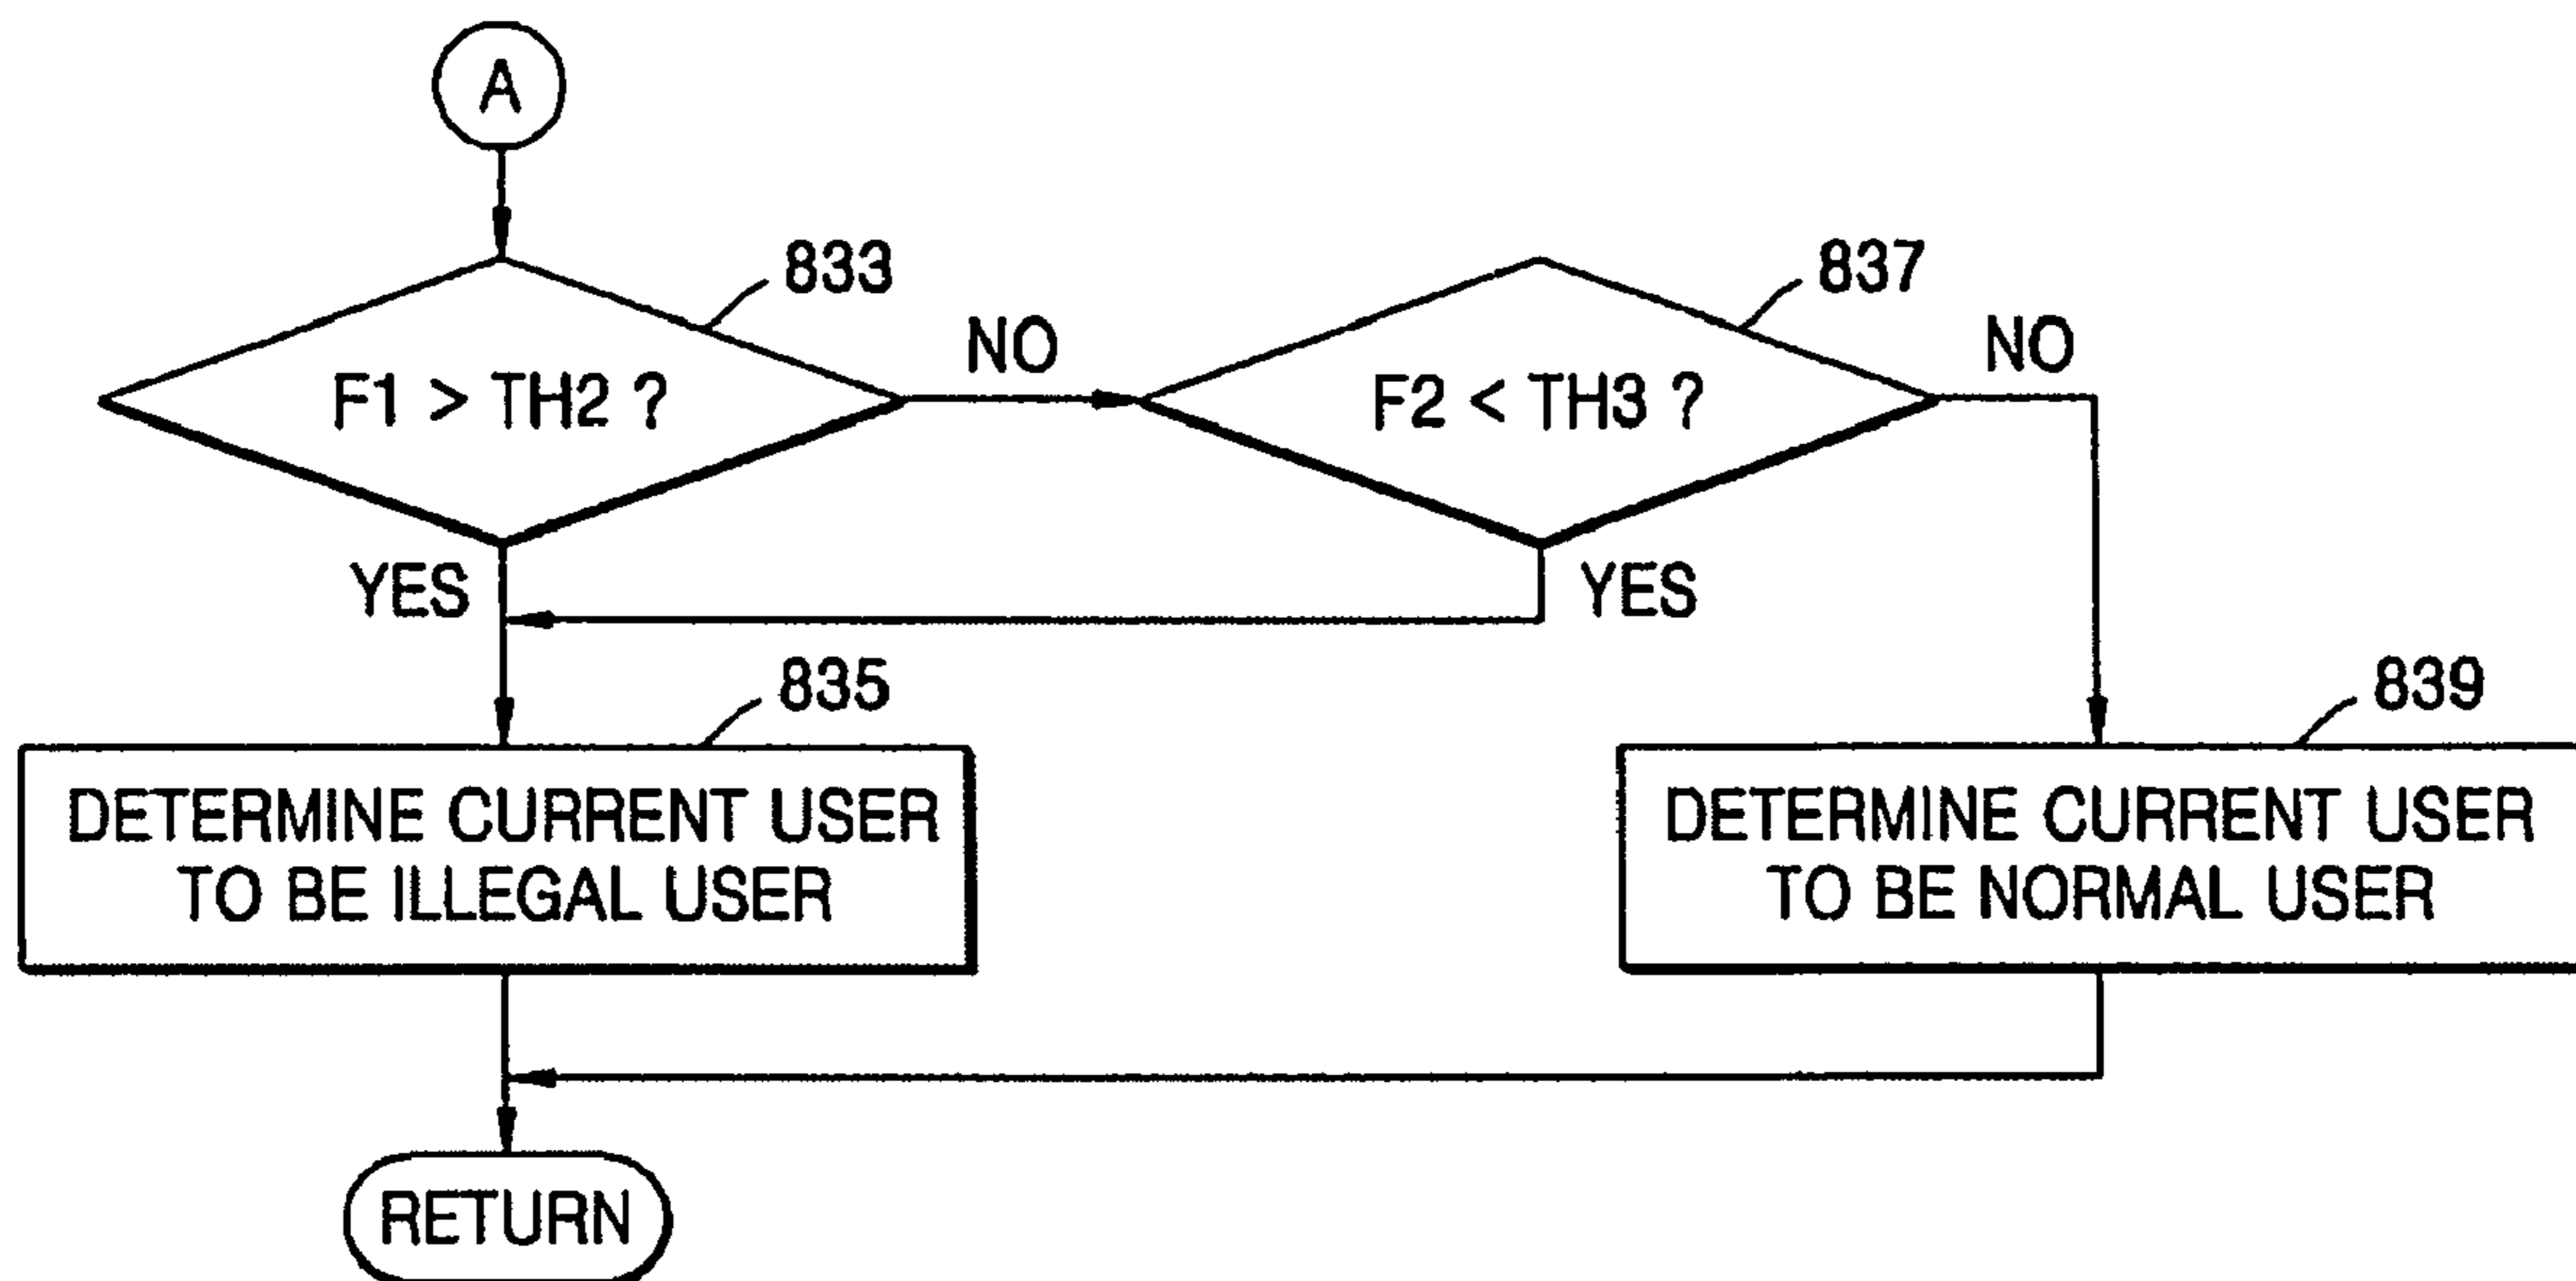 A
833
F1 > TH2 ?
NO
837
F2 < TH3 ?
NO
YES
YES
835
DETERMINE CURRENT USER
TO BE ILLEGAL USER
839
DETERMINE CURRENT USER
TO BE NORMAL USER
RETURN